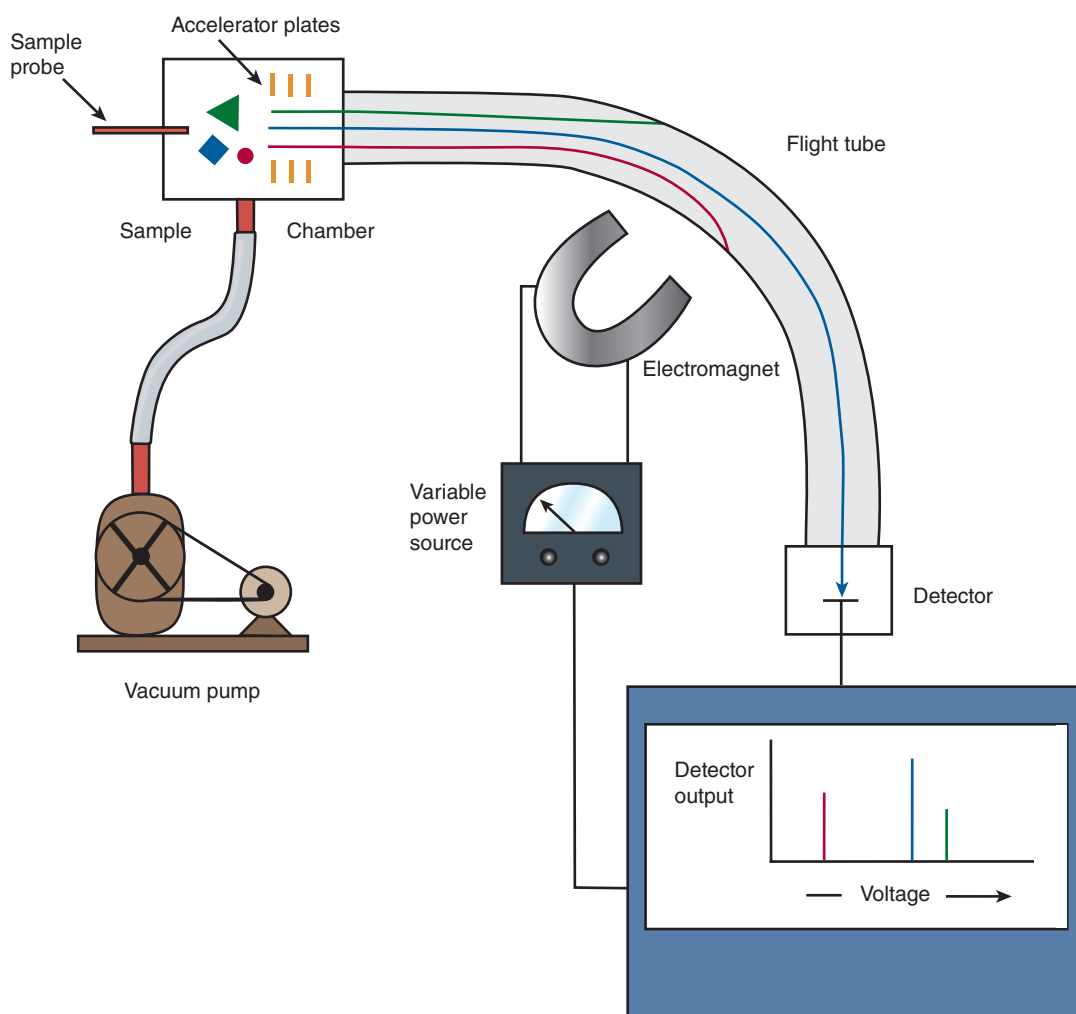 Accelerator plates
Sample
probe
Flight tube
Sample
Chamber
Electromagnet
Variable
power
source
Detector
Vacuum pump
Detector
output
Voltage